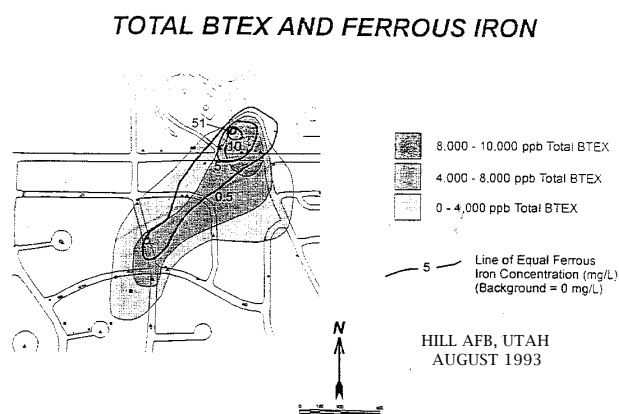 TOTAL BTEX AND FERROUS IRON
51
10
5
0.5
8.000 - 10.000 ppb Total BTEX
4.000 - 8.000 ppb Total BTEX
0 - 4,000 ppb Total BTEX
5
Line of Equal Ferrous
Iron Concentration (mg/L)
(Background = 0 mg/L)
N
HILL AFB, UTAH
AUGUST 1993